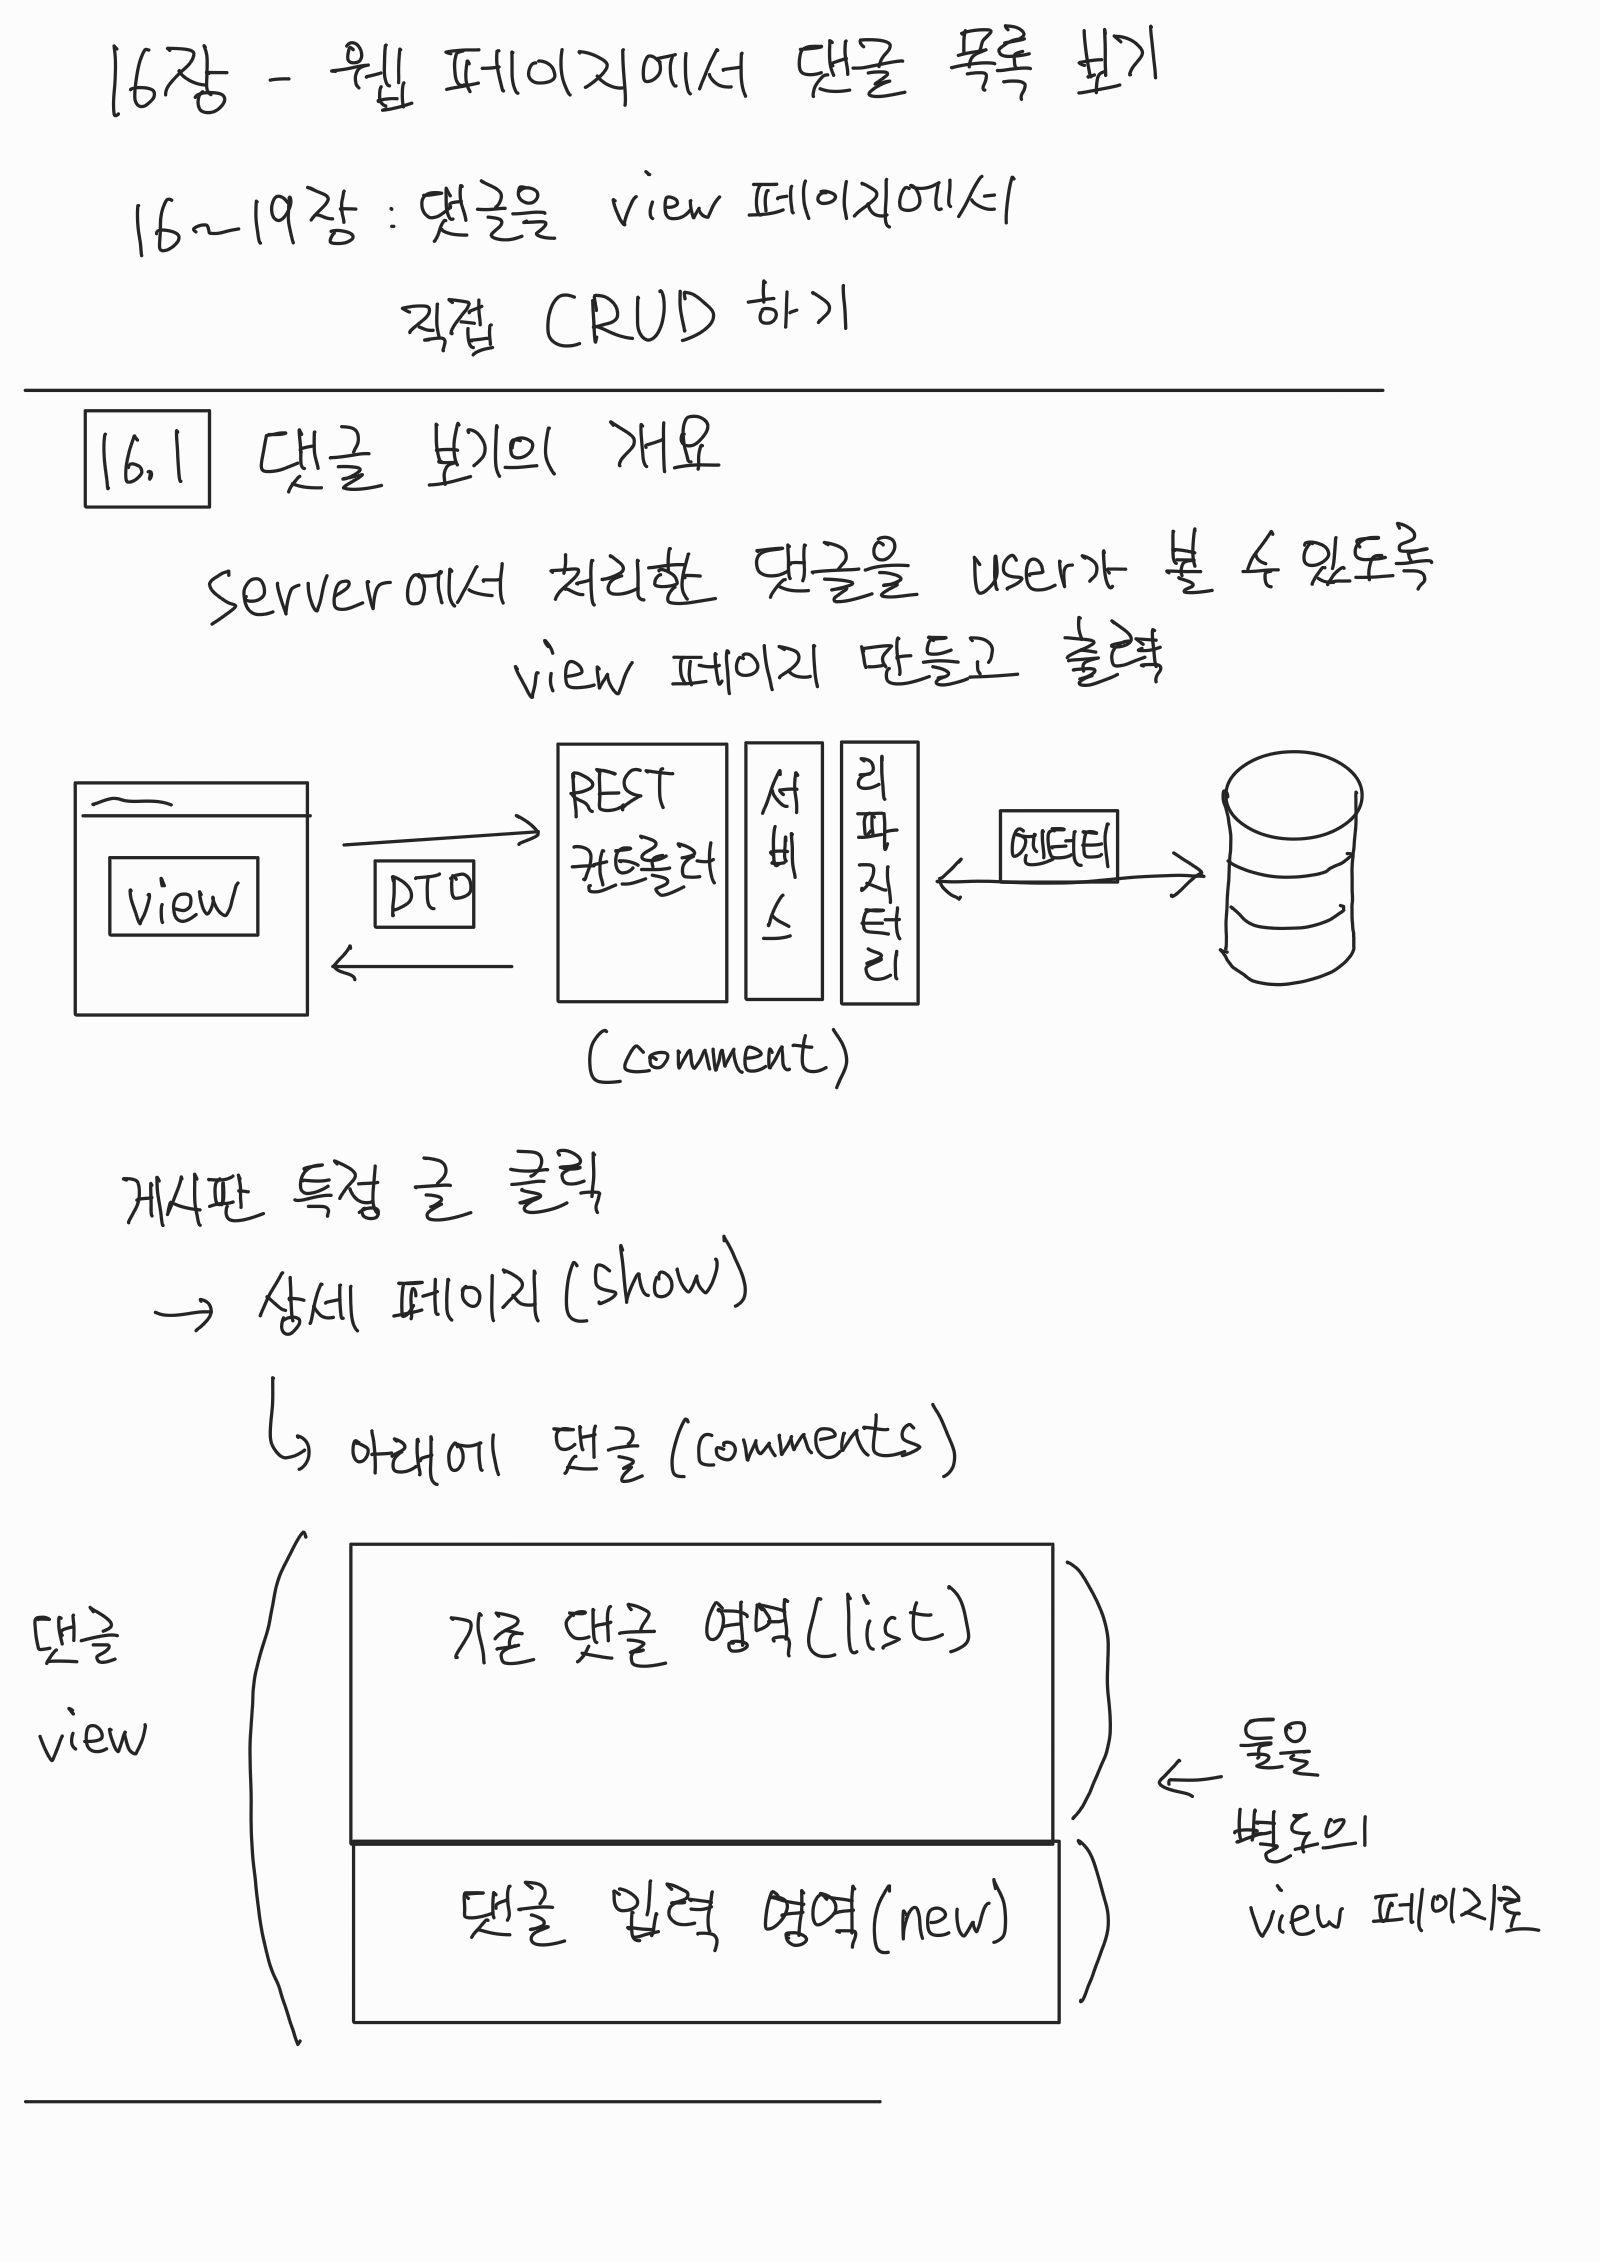 16장 - 웹 페이지에서 댓글 목록 보기
16~19장 : 댓글을 view 페이지에서
직접 CRUD 하기
16.1 댓글 보기의 개요
server에서 처리한 댓글을 user가 볼 수 있도록
view 페이지 만들고 출력
view
DTO
REST
컨트롤러
서비스
리파지터리
엔터티
(comment)
게시판 특정 글 클릭
→ 상세 페이지 (show)
아래에 댓글 (comments)
댓글
view
기존 댓글 영역 (list)
댓글 입력 영역 (new)
← 둘을
별도의
view 페이지로